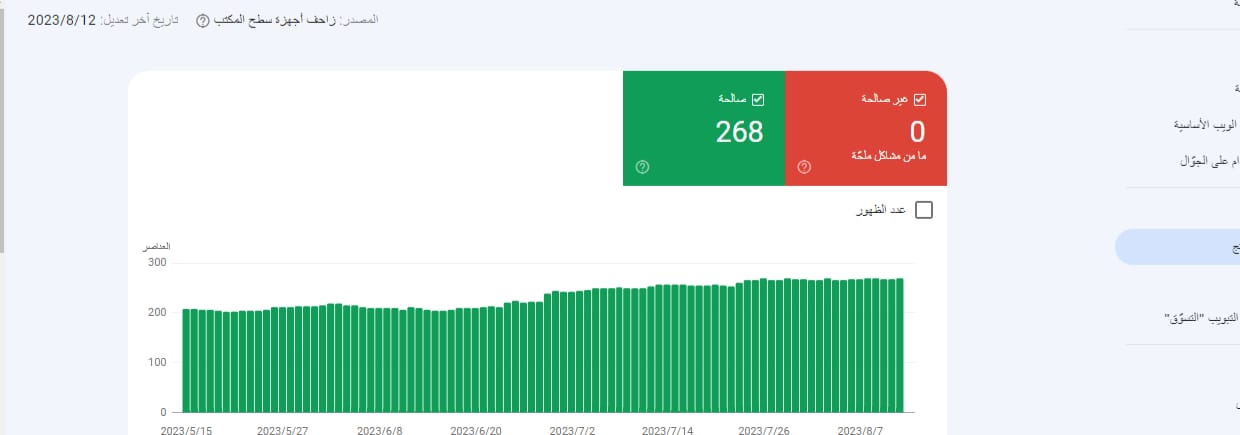 المصدر: زاحف أجهزة سطح المكتب
تاريخ آخر تعديل: 2023/8/12
غير صالحة
0
ما من مشاكل ملحّة
صالحة
268
عدد الظهور
العناصر
300
200
100
0
2023/5/15 2023/5/27 2023/6/8 2023/6/20 2023/7/2 2023/7/14 2023/7/26 2023/8/7
الويب الأساسية
على الجوّال
التبويب "التسوّق"